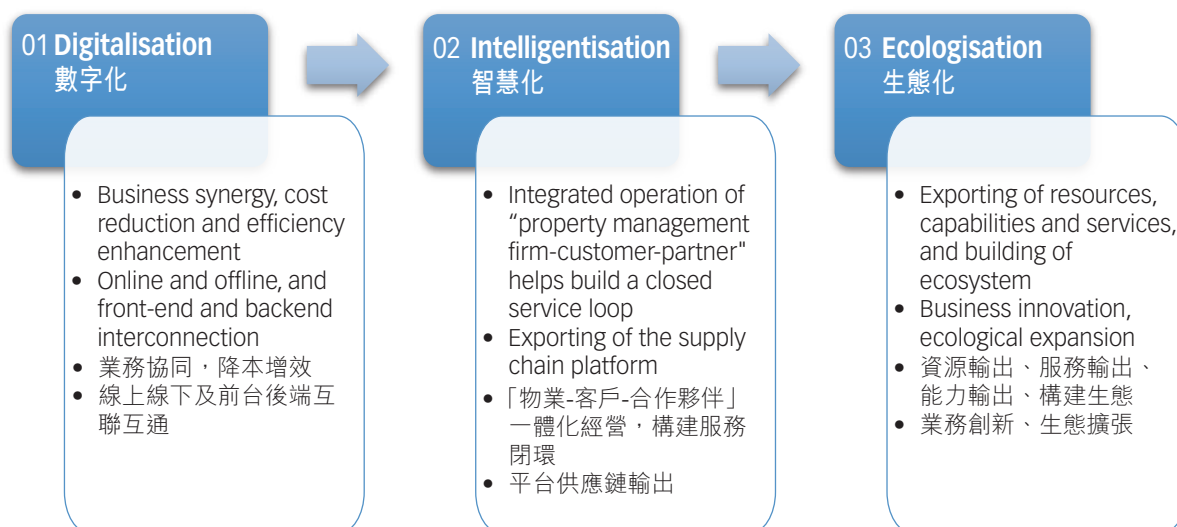 01 Digitalisation
數字化
• Business synergy, cost
reduction and efficiency
enhancement
• Online and offline, and
front-end and backend
interconnection
• 業務協同，降本增效
• 線上線下及前台後端互
聯互通
02 Intelligentisation
智慧化
• Integrated operation of
“property management
firm-customer-partner"
helps build a closed
service loop
• Exporting of the supply
chain platform
•「物業-客戶-合作夥伴」
一體化經營，構建服務
閉環
• 平台供應鏈輸出
03 Ecologisation
生態化
• Exporting of resources,
capabilities and services,
and building of
ecosystem
• Business innovation,
ecological expansion
• 資源輸出、服務輸出、
能力輸出、構建生態
• 業務創新、生態擴張